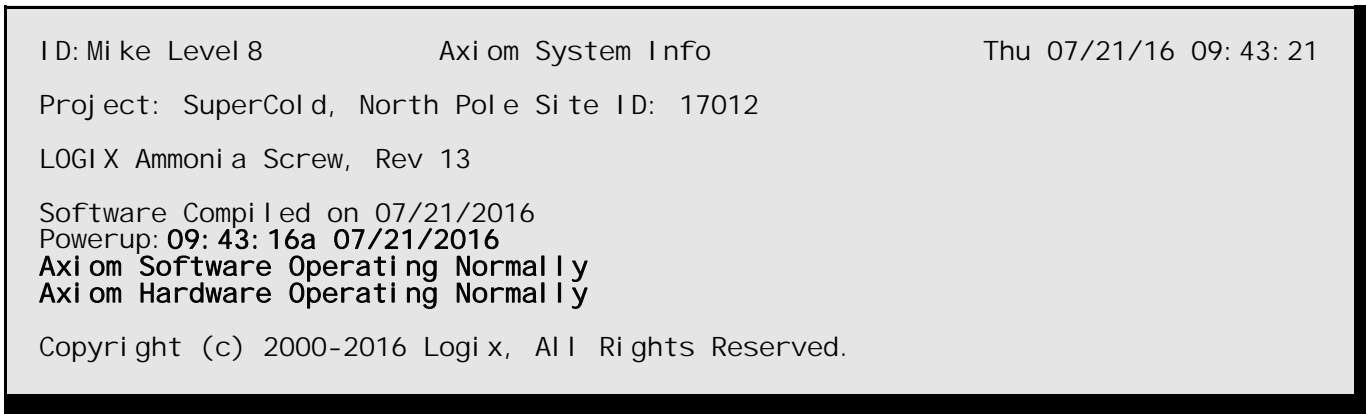 ID:Mike Level8 Axiom System Info Thu 07/21/16 09:43:21
Project: SuperCold, North Pole Site ID: 17012
LOGIX Ammonia Screw, Rev 13
Software Compiled on 07/21/2016
Powerup:09:43:16a 07/21/2016
Axiom Software Operating Normally
Axiom Hardware Operating Normally
Copyright (c) 2000-2016 Logix, All Rights Reserved.